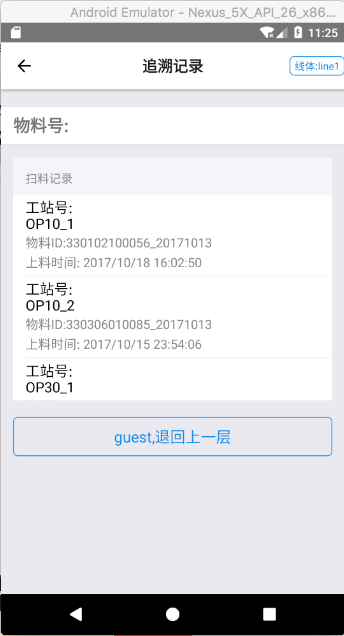 Android Emulator - Nexus_5X_API_26_x86...
11:25
追溯记录
线体:line1
物料号:
扫料记录
工站号:
OP10_1
物料ID:330102100056_20171013
上料时间: 2017/10/18 16:02:50
工站号:
OP10_2
物料ID:330306010085_20171013
上料时间: 2017/10/15 23:54:06
工站号:
OP30_1
guest,退回上一层